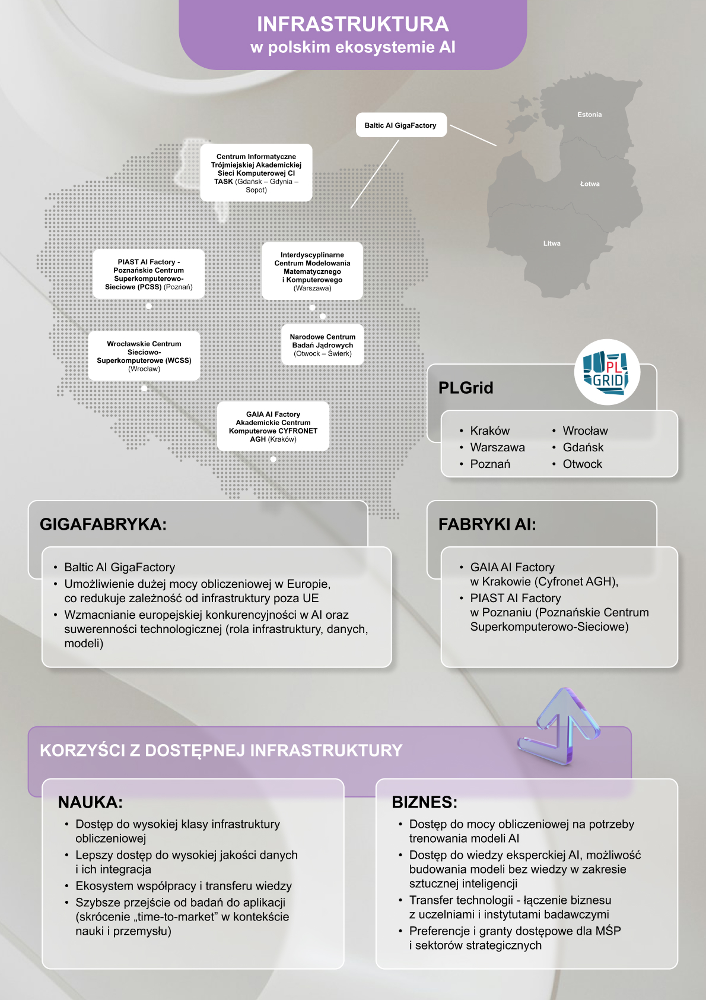 INFRASTRUKTURA
w polskim ekosystemie AI
Estonia
Baltic AI GigaFactory
Centrum Informatyczne
Trójmiejskiej Akademickiej
Sieci Komputerowej CI
TASK (Gdańsk – Gdynia –
Sopot)
Łotwa
Litwa
PIAST AI Factory -
Poznańskie Centrum
Superkomputerowo-
Sieciowe (PCSS) (Poznań)
Interdyscyplinarne
Centrum Modelowania
Matematycznego
i Komputerowego
(Warszawa)
Wrocławskie Centrum
Sieciowo-
Superkomputerowe (WCSS)
(Wrocław)
Narodowe Centrum
Badań Jądrowych
(Otwock – Świerk)
GAIA AI Factory
Akademickie Centrum
Komputerowe CYFRONET
AGH (Kraków)
PLGrid
PL
GRID
• Kraków
• Warszawa
• Poznań
• Wrocław
• Gdańsk
• Otwock
GIGAFABRYKA:
• Baltic AI GigaFactory
• Umożliwienie dużej mocy obliczeniowej w Europie,
co redukuje zależność od infrastruktury poza UE
• Wzmacnianie europejskiej konkurencyjności w AI oraz
suwerenności technologicznej (rola infrastruktury, danych,
modeli)
FABRYKI AI:
• GAIA AI Factory
w Krakowie (Cyfronet AGH),
• PIAST AI Factory
w Poznaniu (Poznańskie Centrum
Superkomputerowo-Sieciowe)
KORZYŚCI Z DOSTĘPNEJ INFRASTRUKTURY
NAUKA:
• Dostęp do wysokiej klasy infrastruktury
obliczeniowej
• Lepszy dostęp do wysokiej jakości danych
i ich integracja
• Ekosystem współpracy i transferu wiedzy
• Szybsze przejście od badań do aplikacji
(skrócenie „time-to-market” w kontekście
nauki i przemysłu)
BIZNES:
• Dostęp do mocy obliczeniowej na potrzeby
trenowania modeli AI
• Dostęp do wiedzy eksperckiej AI, możliwość
budowania modeli bez wiedzy w zakresie
sztucznej inteligencji
• Transfer technologii - łączenie biznesu
z uczelniami i instytutami badawczymi
• Preferencje i granty dostępowe dla MŚP
i sektorów strategicznych